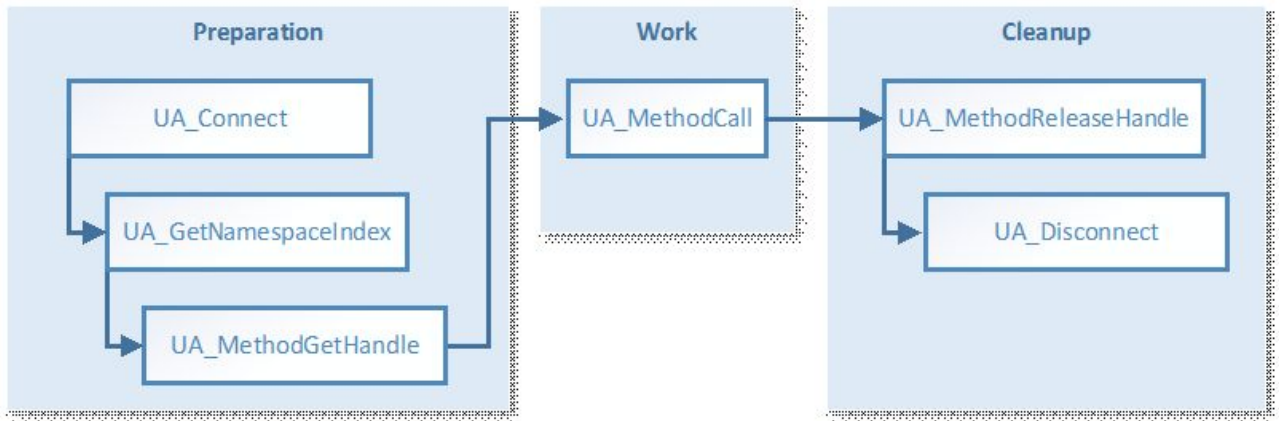 Preparation
UA_Connect
UA_GetNamespaceIndex
UA_MethodGetHandle
Work
UA_MethodCall
Cleanup
UA_MethodReleaseHandle
UA_Disconnect